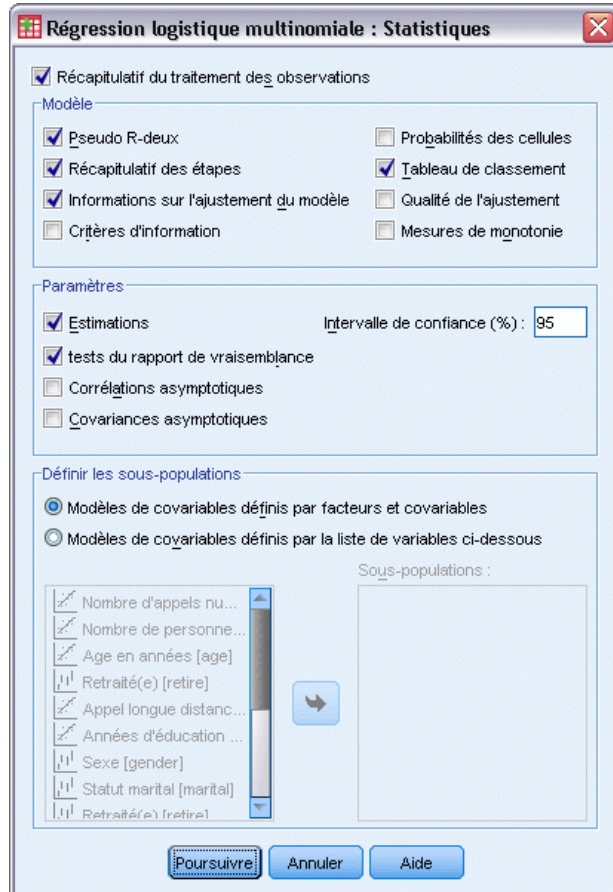 Régression logistique multinomiale : Statistiques
Récapitulatif du traitement des observations
Modèle
Pseudo R-deux
Probabilités des cellules
Récapitulatif des étapes
Tableau de classement
Informations sur l'ajustement du modèle
Qualité de l'ajustement
Critères d'information
Mesures de monotonie
Paramètres
Estimations
Intervalle de confiance (%) : 95
tests du rapport de vraisemblance
Corrélations asymptotiques
Covariances asymptotiques
Définir les sous-populations
Modèles de covariables définis par facteurs et covariables
Modèles de covariables définis par la liste de variables ci-dessous
Sous-populations :
Nombre d'appels nu...
Nombre de personne...
Age en années [age]
Retraité(e) [retire]
Appel longue distanc...
Années d'éducation ...
Sexe [gender]
Statut marital [marital]
Retraité(e) [retire]
Poursuivre
Annuler
Aide